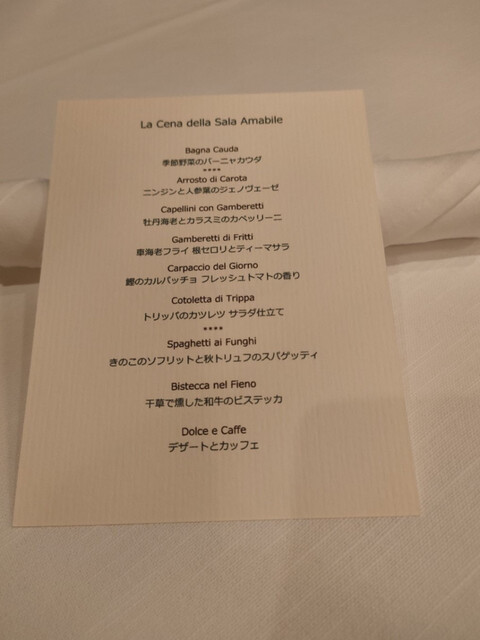 La Cena della Sala Amabile
Bagna Cauda
季節野菜のバーニャカウダ
****
Arrosto di Carota
ニンジンと人参葉のジェノヴェーゼ
Capellini con Gamberetti
牡丹海老とカラスミのカペッリーニ
Gamberetti di Fritti
車海老フライ 根セロリとティーマサラ
Carpaccio del Giorno
鰹のカルパッチョ フレッシュトマトの香り
Cotoletta di Trippa
トリッパのカツレツ サラダ仕立て
****
Spaghetti ai Funghi
きのこのソフリットと秋トリュフのスパゲッティ
Bistecca nel Fieno
干草で燻した和牛のビステッカ
Dolce e Caffe
デザートとカッフェ